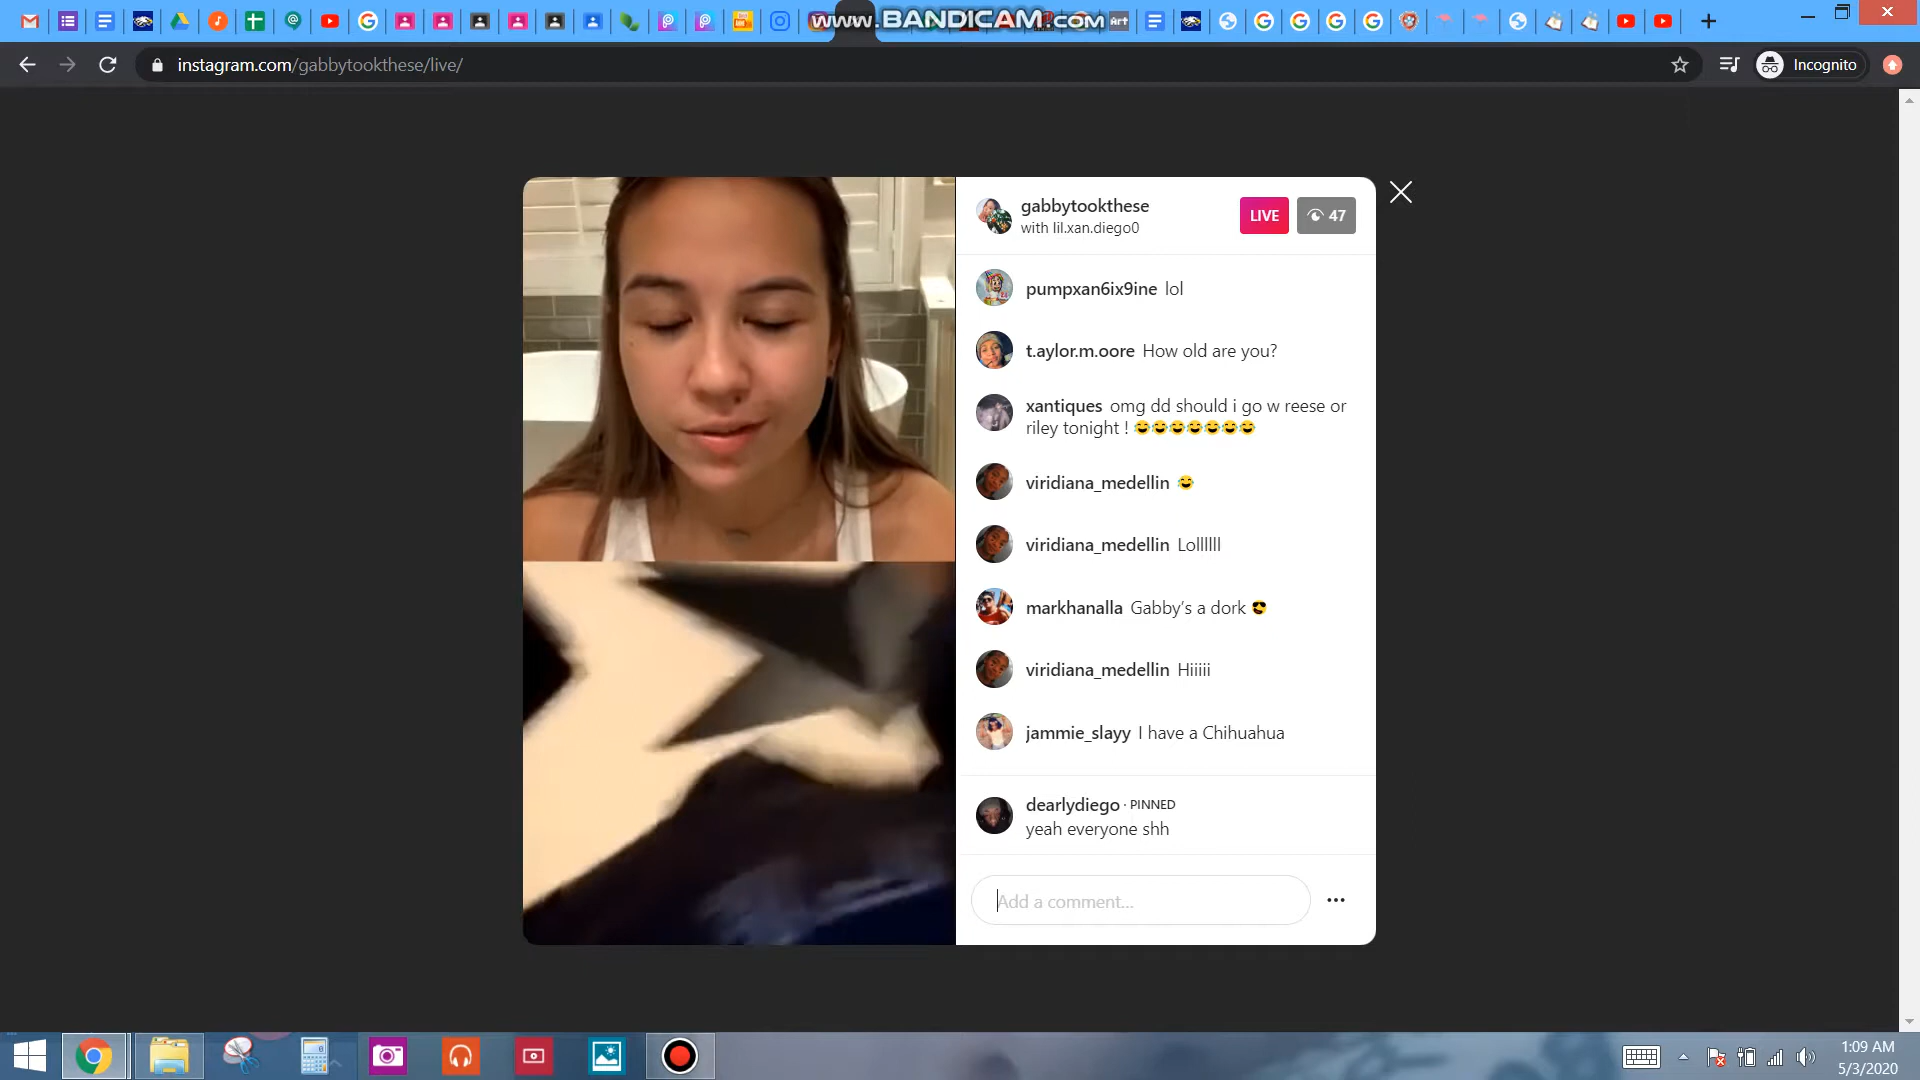 www.BANDICAM.com
Art
instagram.com/gabbytookthese/live/
Incognito
gabbytookthese
with lil.xan.diego0
LIVE
47
pumpxan6ix9ine lol
t.aylor.m.oore How old are you?
xantiques omg dd should i go w reese or
riley tonight ! 😂😂😂😂😂😂😂
viridiana_medellin 😂
viridiana_medellin Lollllll
markhanalla Gabby’s a dork 😎
viridiana_medellin Hiiiii
jammie_slayy I have a Chihuahua
dearlydiego · PINNED
yeah everyone shh
Add a comment...
1:09 AM
5/3/2020